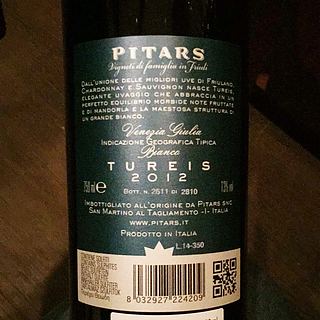 PITARS
Vigneti di famiglia in Friuli
DALL'UNIONE DELLE MIGLIORI UVE DI FRIULANO,
CHARDONNAY E SAUVIGNON NASCE TUREIS,
ELEGANTE UVAGGIO CHE ABBRACCIA IN UN
PERFETTO EQUILIBRIO MORBIDE NOTE FRUTTATE
E DI MANDORLA E LA MAESTOSA STRUTTURA DI
UN GRANDE BIANCO.
Venezia Giulia
INDICAZIONE GEOGRAFICA TIPICA
Bianco
TUREIS
750 ml e 2012 13% vol
BOTT. N. 2611 DI 2810
IMBOTTIGLIATO ALL'ORIGINE DA PITARS SNC
SAN MARTINO AL TAGLIAMENTO -I- ITALIA
WWW.PITARS.IT
PRODOTTO IN ITALIA
L.14-350
CONTIENE SOLFITI
8 032927 224209